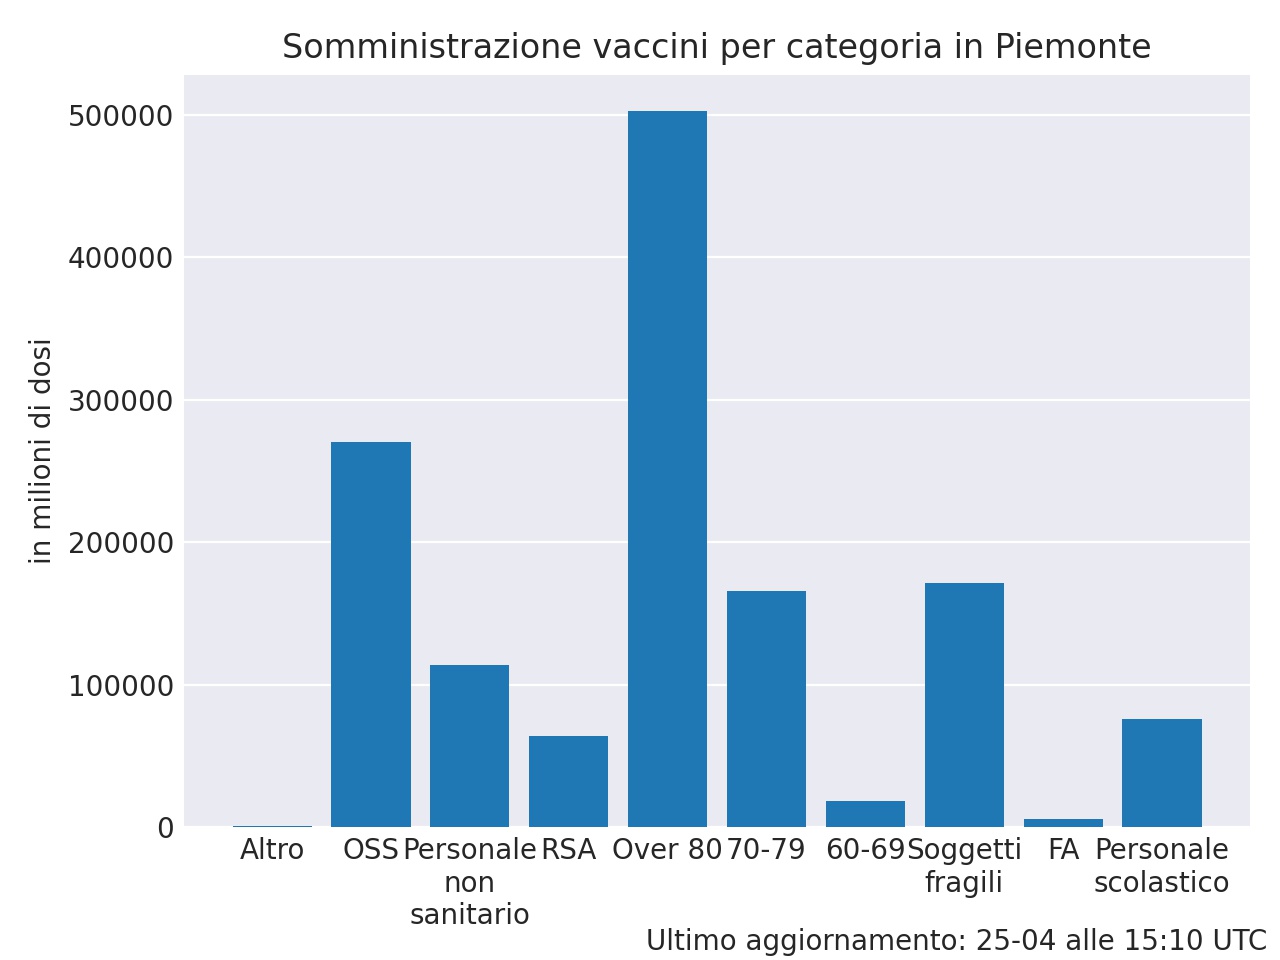 Somministrazione vaccini per categoria in Piemonte
in milioni di dosi
500000
400000
300000
200000
100000
0
Altro
OSS
Personale
non
sanitario
RSA
Over 80
70-79
60-69
Soggetti
fragili
FA
Personale
scolastico
Ultimo aggiornamento: 25-04 alle 15:10 UTC